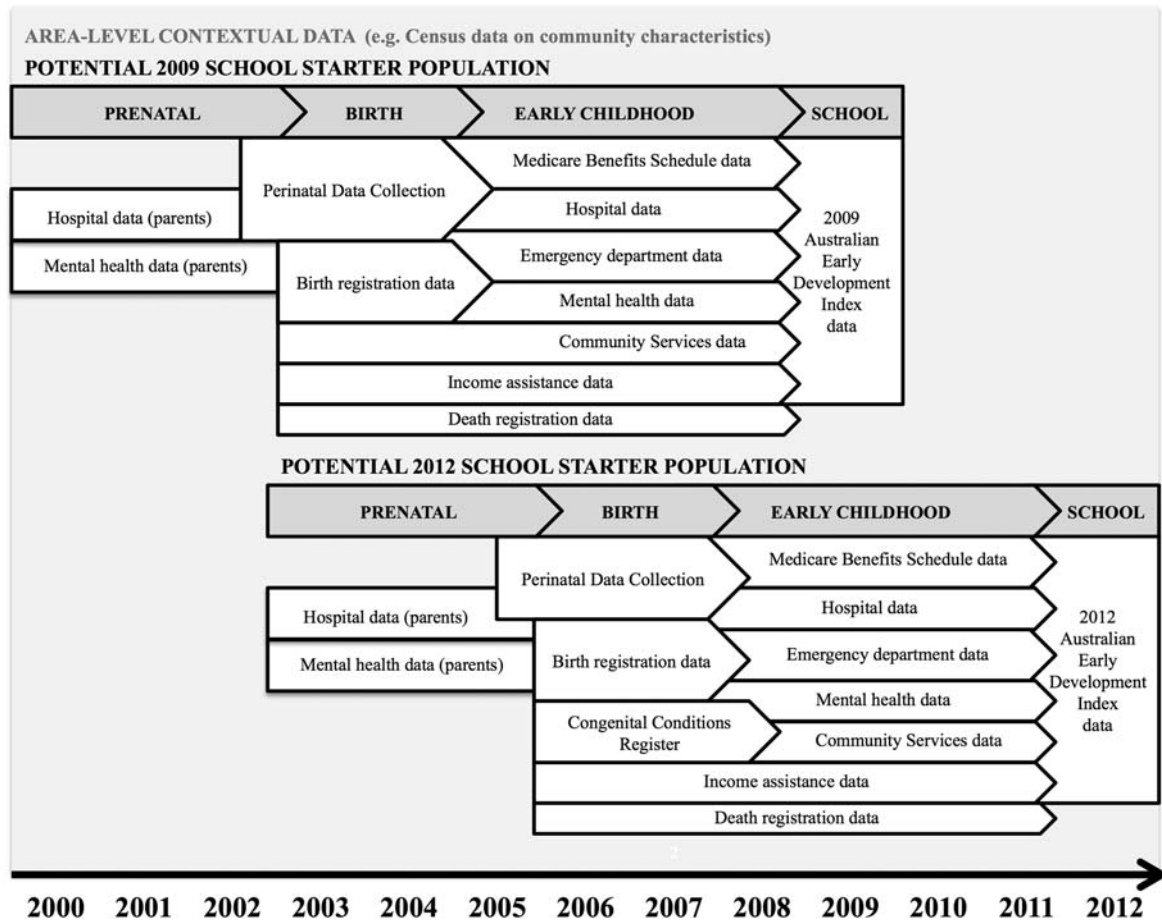 AREA-LEVEL CONTEXTUAL DATA (e.g. Census data on community characteristics)
POTENTIAL 2009 SCHOOL STARTER POPULATION
PRENATAL
BIRTH
EARLY CHILDHOOD
SCHOOL
Hospital data (parents)
Mental health data (parents)
Perinatal Data Collection
Birth registration data
Medicare Benefits Schedule data
Hospital data
Emergency department data
Mental health data
Community Services data
Income assistance data
Death registration data
2009
Australian
Early
Development
Index
data
POTENTIAL 2012 SCHOOL STARTER POPULATION
PRENATAL
BIRTH
EARLY CHILDHOOD
SCHOOL
Hospital data (parents)
Mental health data (parents)
Perinatal Data Collection
Birth registration data
Congenital Conditions
Register
Medicare Benefits Schedule data
Hospital data
Emergency department data
Mental health data
Community Services data
Income assistance data
Death registration data
2012
Australian
Early
Development
Index
data
2
2000 2001 2002 2003 2004 2005 2006 2007 2008 2009 2010 2011 2012